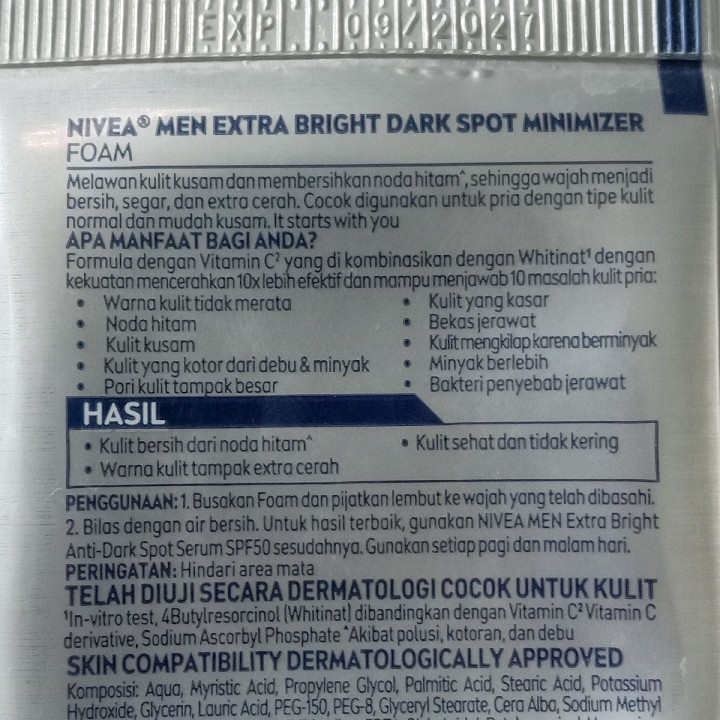 EXP 09/2027
NIVEA® MEN EXTRA BRIGHT DARK SPOT MINIMIZER
FOAM
Melawan kulit kusam dan membersihkan noda hitam^, sehingga wajah menjadi
bersih, segar, dan extra cerah. Cocok digunakan untuk pria dengan tipe kulit
normal dan mudah kusam. It starts with you
APA MANFAAT BAGI ANDA?
Formula dengan Vitamin C² yang di kombinasikan dengan Whitinat¹ dengan
kekuatan mencerahkan 10x lebih efektif dan mampu menjawab 10 masalah kulit pria:
• Warna kulit tidak merata
• Noda hitam
• Kulit kusam
• Kulit yang kotor dari debu & minyak
• Pori kulit tampak besar
• Kulit yang kasar
• Bekas jerawat
• Kulit mengkilap karena berminyak
• Minyak berlebih
• Bakteri penyebab jerawat
HASIL
• Kulit bersih dari noda hitam^
• Warna kulit tampak extra cerah
• Kulit sehat dan tidak kering
PENGGUNAAN: 1. Busakan Foam dan pijatkan lembut ke wajah yang telah dibasahi.
2. Bilas dengan air bersih. Untuk hasil terbaik, gunakan NIVEA MEN Extra Bright
Anti-Dark Spot Serum SPF50 sesudahnya. Gunakan setiap pagi dan malam hari.
PERINGATAN: Hindari area mata
TELAH DIUJI SECARA DERMATOLOGI COCOK UNTUK KULIT
¹In-vitro test, 4Butylresorcinol (Whitinat) dibandingkan dengan Vitamin C ²Vitamin C
derivative, Sodium Ascorbyl Phosphate ^Akibat polusi, kotoran, dan debu
SKIN COMPATIBILITY DERMATOLOGICALLY APPROVED
Komposisi: Aqua, Myristic Acid, Propylene Glycol, Palmitic Acid, Stearic Acid, Potassium
Hydroxide, Glycerin, Lauric Acid, PEG-150, PEG-8, Glyceryl Stearate, Cera Alba, Sodium Methyl